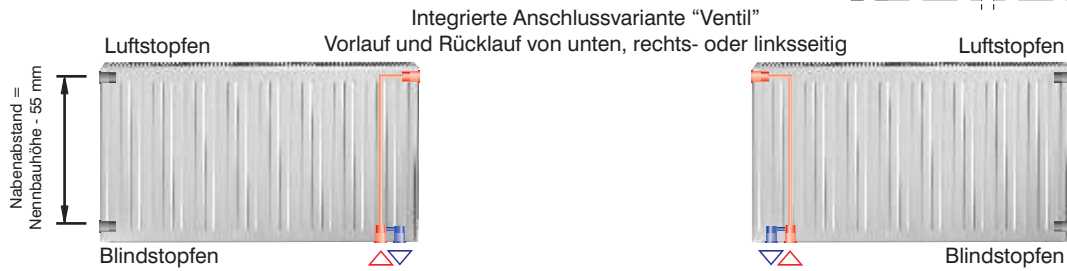 Integrierte Anschlussvariante “Ventil”
Vorlauf und Rücklauf von unten, rechts- oder linksseitig
Luftstopfen
Luftstopfen
Nabenabstand =
Nennbauhöhe - 55 mm
Blindstopfen
Blindstopfen